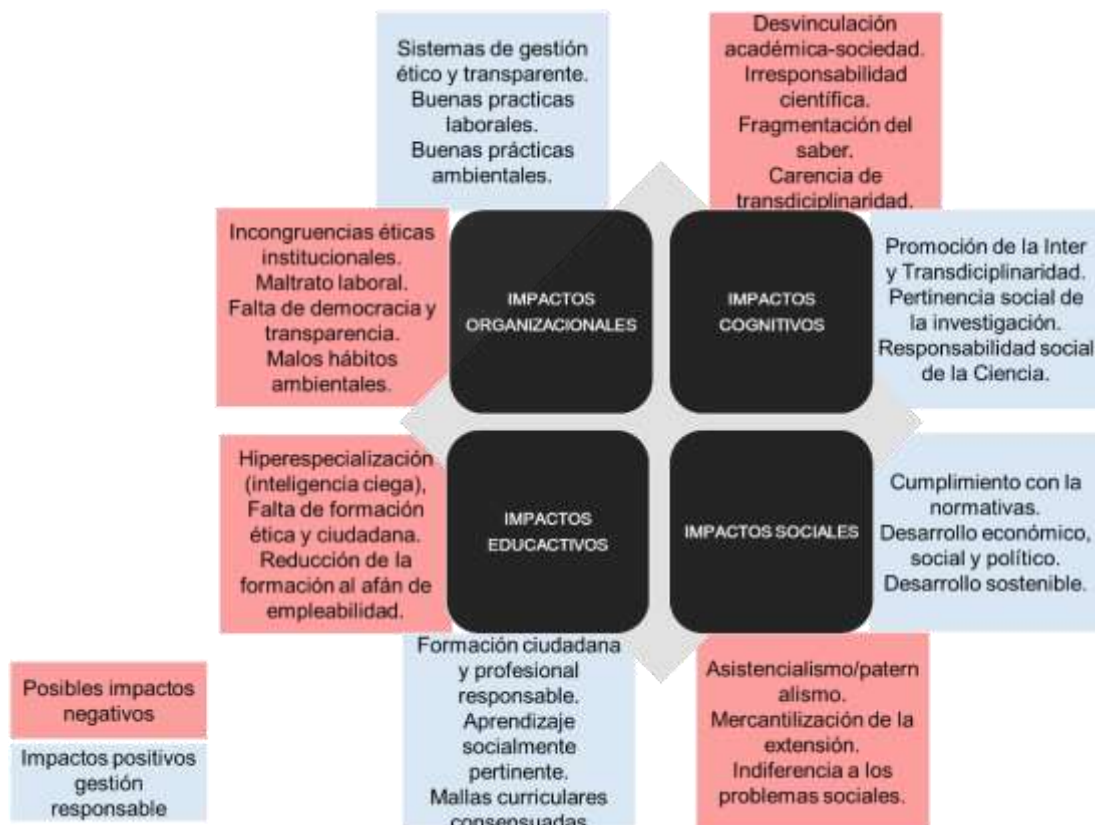 Sistemas de gestión
ético y transparente.
Buenas practicas
laborales.
Buenas prácticas
ambientales.
Desvinculación
académica-sociedad.
Irresponsabilidad
científica.
Fragmentación del
saber.
Carencia de
transdiciplinaridad.
Incongruencias éticas
institucionales.
Maltrato laboral.
Falta de democracia y
transparencia.
Malos hábitos
ambientales.
IMPACTOS
ORGANIZACIONALES
IMPACTOS
COGNITIVOS
Promoción de la Inter
y Transdiciplinaridad.
Pertinencia social de
la investigación.
Responsabilidad social
de la Ciencia.
Hiperespecialización
(inteligencia ciega),
Falta de formación
ética y ciudadana.
Reducción de la
formación al afán de
empleabilidad.
IMPACTOS
EDUCACTIVOS
IMPACTOS SOCIALES
Cumplimiento con la
normativas.
Desarrollo económico,
social y político.
Desarrollo sostenible.
Formación ciudadana
y profesional
responsable.
Aprendizaje
socialmente
pertinente.
Mallas curriculares
consensuadas
Asistencialismo/patern
alismo.
Mercantilización de la
extensión.
Indiferencia a los
problemas sociales.
Posibles impactos
negativos
Impactos positivos
gestión
responsable